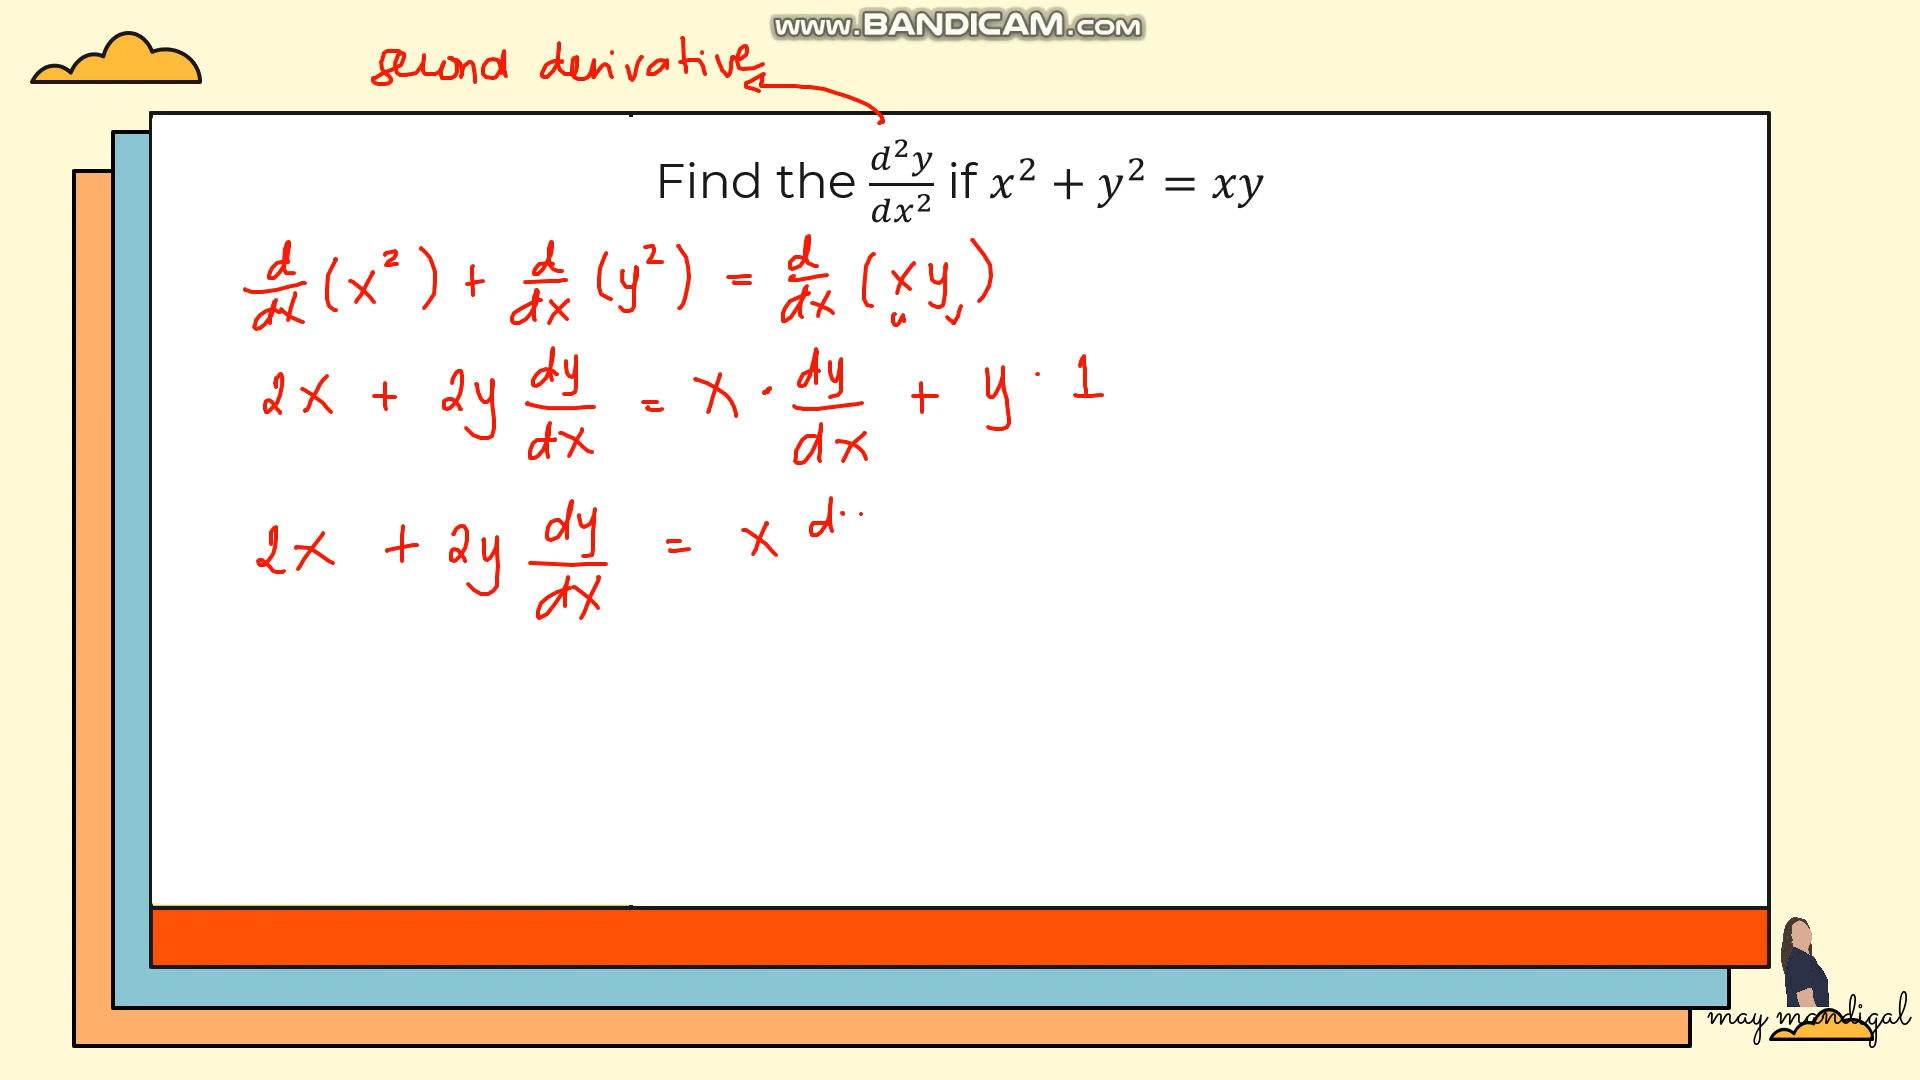 www.BANDICAM.com
second derivative
Find the d²y/dx² if x² + y² = xy
d/dx (x²) + d/dx (y²) = d/dx (xy)
u v
2x + 2y dy/dx = x · dy/dx + y · 1
2x + 2y dy/dx = x d
may mandigal